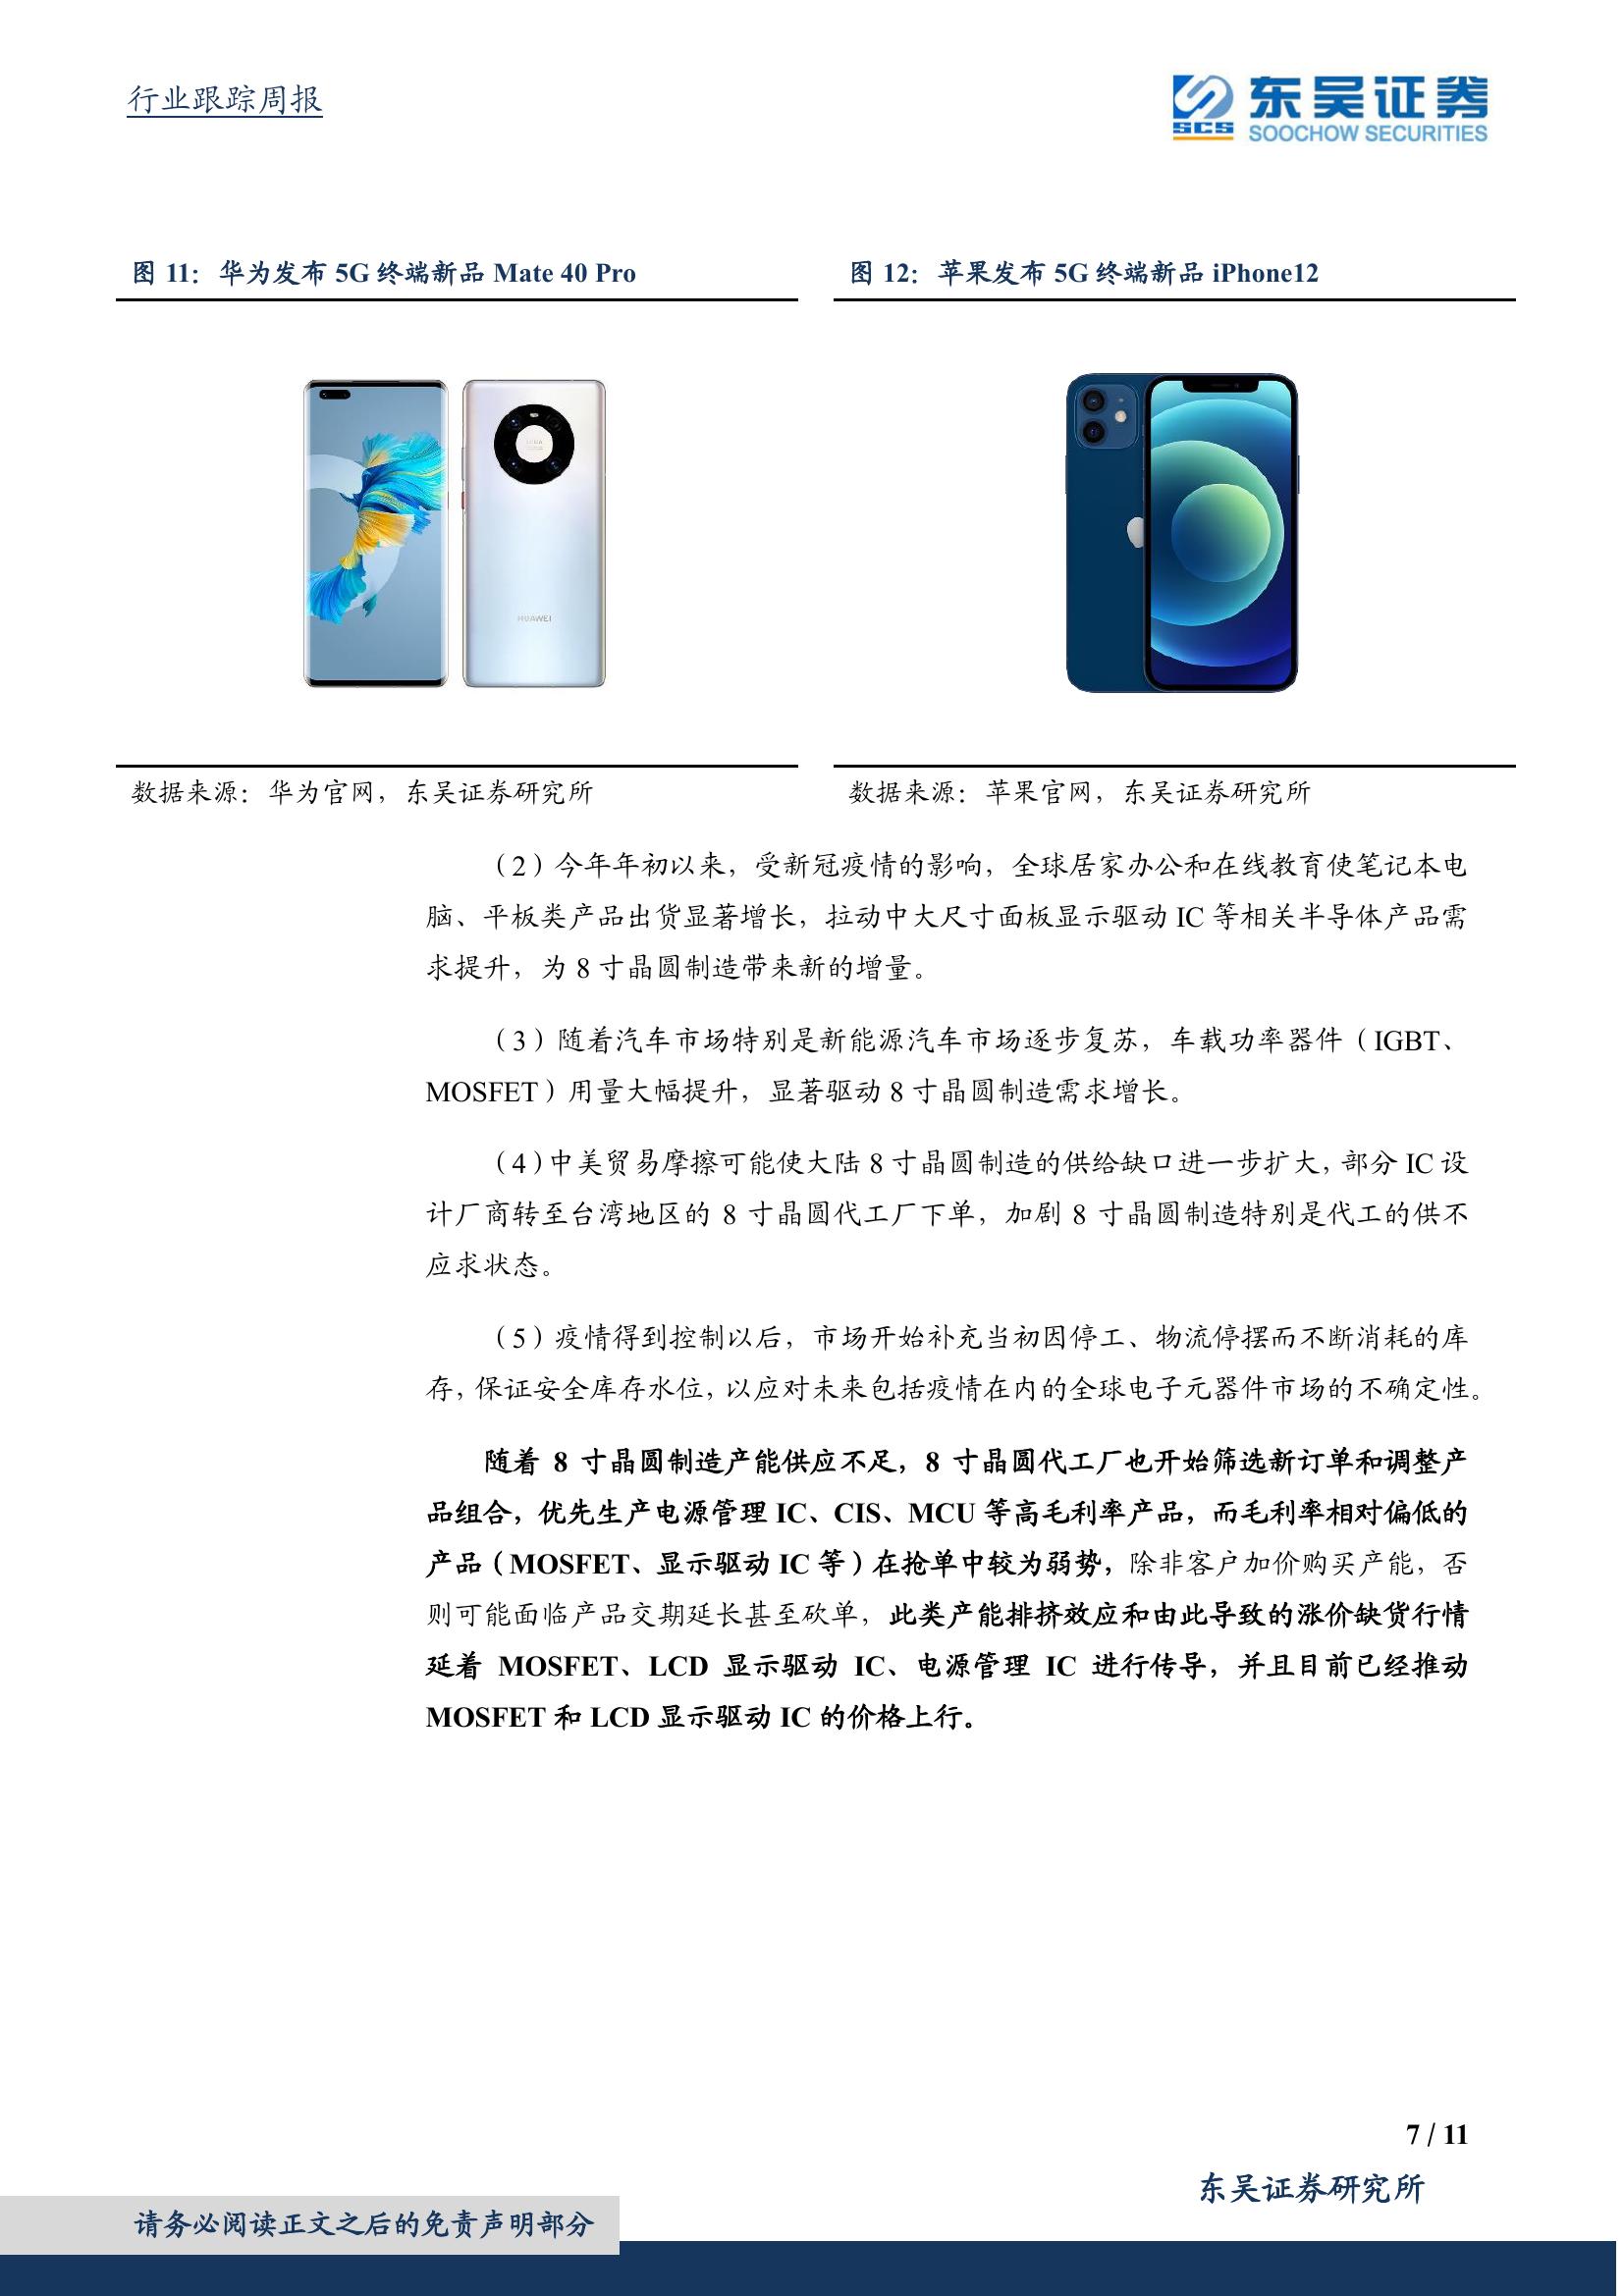 行业跟踪周报
SCS
东吴证券
SOOCHOW SECURITIES
图 11：华为发布 5G 终端新品 Mate 40 Pro
图 12：苹果发布 5G 终端新品 iPhone12
HUAWEI
数据来源：华为官网，东吴证券研究所
数据来源：苹果官网，东吴证券研究所
（2）今年年初以来，受新冠疫情的影响，全球居家办公和在线教育使笔记本电
脑、平板类产品出货显著增长，拉动中大尺寸面板显示驱动 IC 等相关半导体产品需
求提升，为 8 寸晶圆制造带来新的增量。
（3）随着汽车市场特别是新能源汽车市场逐步复苏，车载功率器件（IGBT、
MOSFET）用量大幅提升，显著驱动 8 寸晶圆制造需求增长。
（4）中美贸易摩擦可能使大陆 8 寸晶圆制造的供给缺口进一步扩大，部分 IC 设
计厂商转至台湾地区的 8 寸晶圆代工厂下单，加剧 8 寸晶圆制造特别是代工的供不
应求状态。
（5）疫情得到控制以后，市场开始补充当初因停工、物流停摆而不断消耗的库
存，保证安全库存水位，以应对未来包括疫情在内的全球电子元器件市场的不确定性。
随着 8 寸晶圆制造产能供应不足，8 寸晶圆代工厂也开始筛选新订单和调整产
品组合，优先生产电源管理 IC、CIS、MCU 等高毛利率产品，而毛利率相对偏低的
产品（MOSFET、显示驱动 IC 等）在抢单中较为弱势，除非客户加价购买产能，否
则可能面临产品交期延长甚至砍单，此类产能排挤效应和由此导致的涨价缺货行情
延着 MOSFET、LCD 显示驱动 IC、电源管理 IC 进行传导，并且目前已经推动
MOSFET 和 LCD 显示驱动 IC 的价格上行。
7 / 11
东吴证券研究所
请务必阅读正文之后的免责声明部分